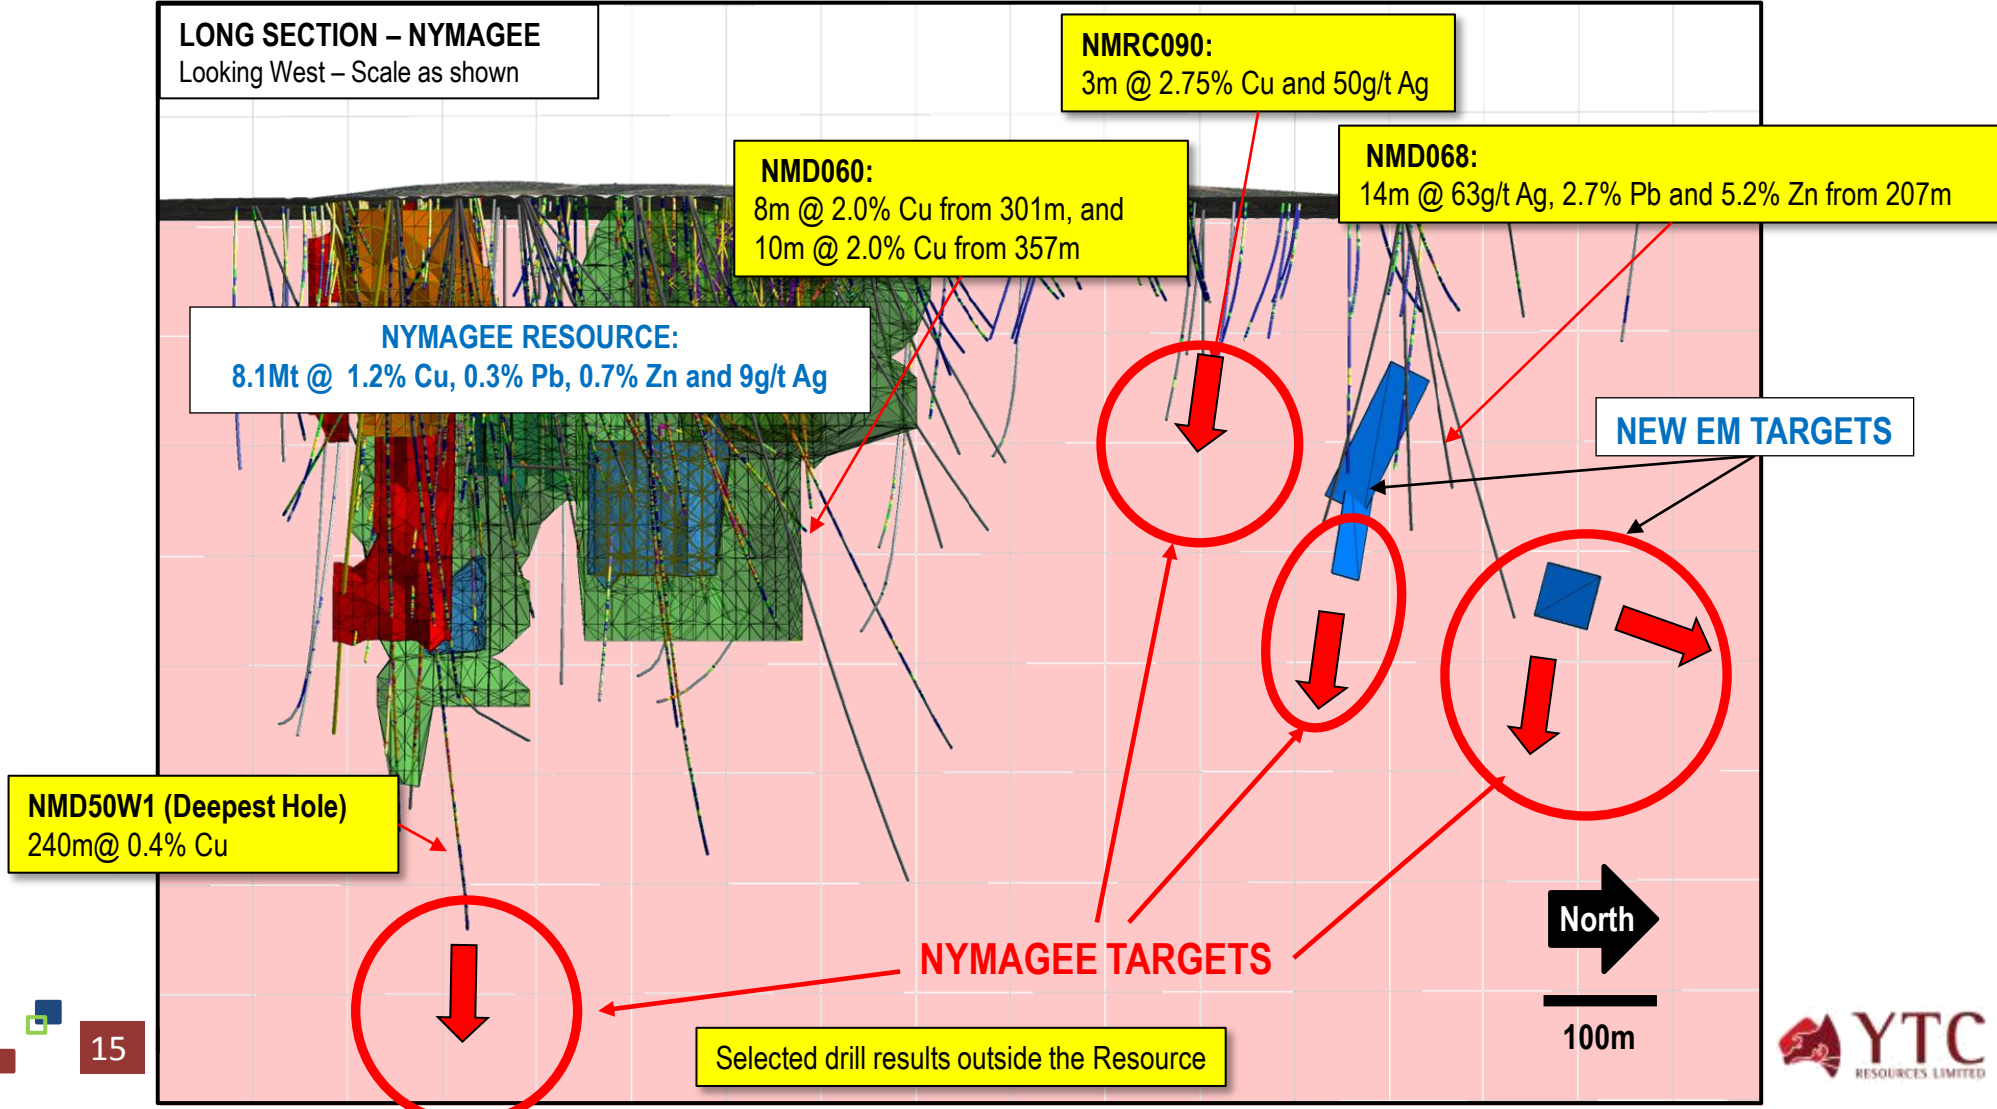 LONG SECTION – NYMAGEE
Looking West – Scale as shown
NMRC090:
3m @ 2.75% Cu and 50g/t Ag
NMD060:
8m @ 2.0% Cu from 301m, and
10m @ 2.0% Cu from 357m
NMD068:
14m @ 63g/t Ag, 2.7% Pb and 5.2% Zn from 207m
NYMAGEE RESOURCE:
8.1Mt @ 1.2% Cu, 0.3% Pb, 0.7% Zn and 9g/t Ag
NEW EM TARGETS
NMD50W1 (Deepest Hole)
240m@ 0.4% Cu
NYMAGEE TARGETS
North
100m
Selected drill results outside the Resource
15
YTC
RESOURCES LIMITED